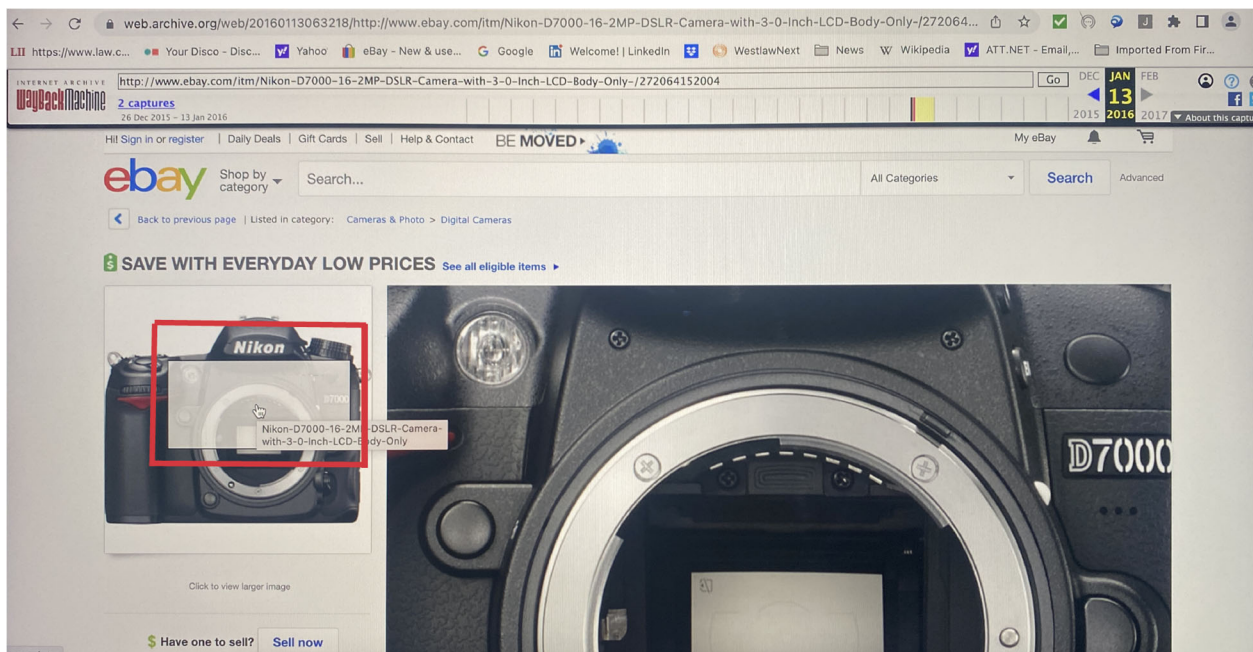 web.archive.org/web/20160113063218/http://www.ebay.com/itm/Nikon-D7000-16-2MP-DSLR-Camera-with-3-0-Inch-LCD-Body-Only-/272064...
LII https://www.law.c... Your Disco - Disc... Yahoo eBay - New & use... Google Welcome! | LinkedIn WestlawNext News Wikipedia ATT.NET - Email,... Imported From Fir...
INTERNET ARCHIVE
WayBackMachine
http://www.ebay.com/itm/Nikon-D7000-16-2MP-DSLR-Camera-with-3-0-Inch-LCD-Body-Only-/272064152004
Go
DEC JAN FEB
2 captures
13
26 Dec 2015 – 13 Jan 2016
2015 2016 2017
About this captu
Hi! Sign in or register | Daily Deals | Gift Cards | Sell | Help & Contact
BE MOVED
My eBay
ebay
Shop by
category
Search...
All Categories
Search
Advanced
Back to previous page | Listed in category: Cameras & Photo > Digital Cameras
SAVE WITH EVERYDAY LOW PRICES See all eligible items
Nikon
D7000
Nikon-D7000-16-2MP-DSLR-Camera-
with-3-0-Inch-LCD-Body-Only
D7000
Click to view larger image
Have one to sell? Sell now